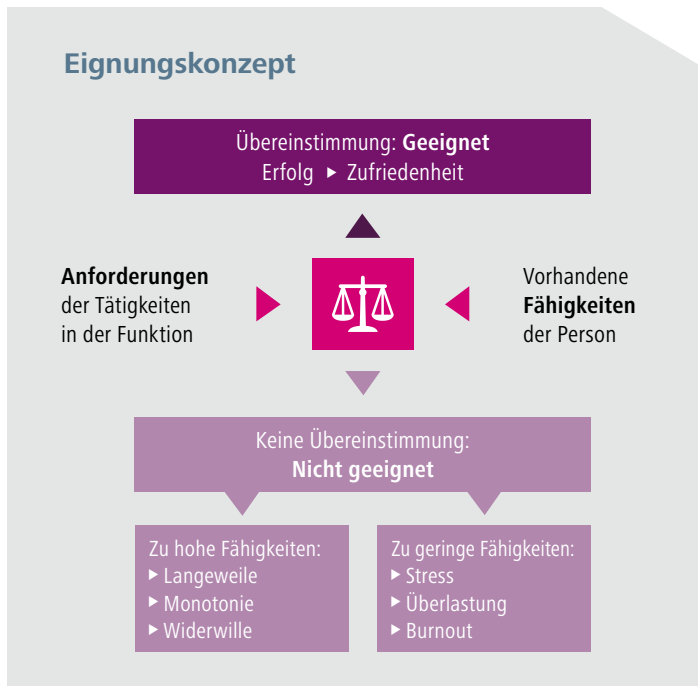 Eignungskonzept
Übereinstimmung: Geeignet
Erfolg ▶ Zufriedenheit
Anforderungen
der Tätigkeiten
in der Funktion
Vorhandene
Fähigkeiten
der Person
Keine Übereinstimmung:
Nicht geeignet
Zu hohe Fähigkeiten:
▶ Langeweile
▶ Monotonie
▶ Widerwille
Zu geringe Fähigkeiten:
▶ Stress
▶ Überlastung
▶ Burnout